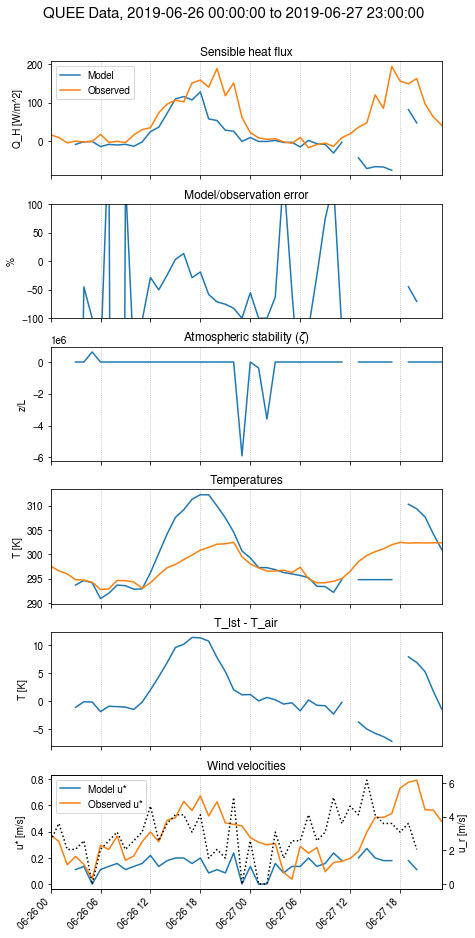 QUEE Data, 2019-06-26 00:00:00 to 2019-06-27 23:00:00
Sensible heat flux
200
100
0
Q_H [W/m^2]
Model
Observed
Model/observation error
100
50
0
−50
−100
%
Atmospheric stability (ζ)
1e6
0
−2
−4
−6
z/L
Temperatures
310
305
300
295
290
T [K]
T_lst - T_air
10
5
0
−5
T [K]
Wind velocities
0.8
0.6
0.4
0.2
0.0
u* [m/s]
Model u*
Observed u*
6
4
2
0
u_r [m/s]
06-26 00
06-26 06
06-26 12
06-26 18
06-27 00
06-27 06
06-27 12
06-27 18